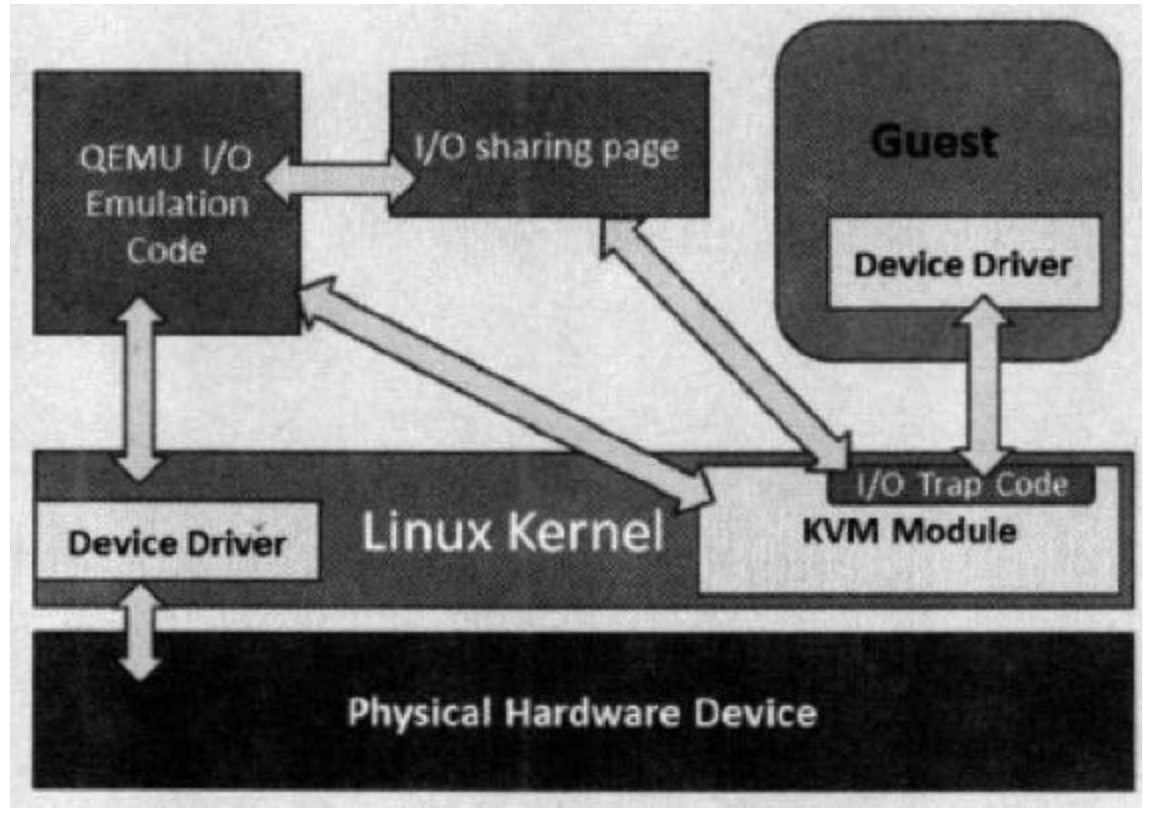 QEMU I/O
Emulation
Code
I/O sharing page
Guest
Device Driver
I/O Trap Code
KVM Module
Device Driver
Linux Kernel
Physical Hardware Device